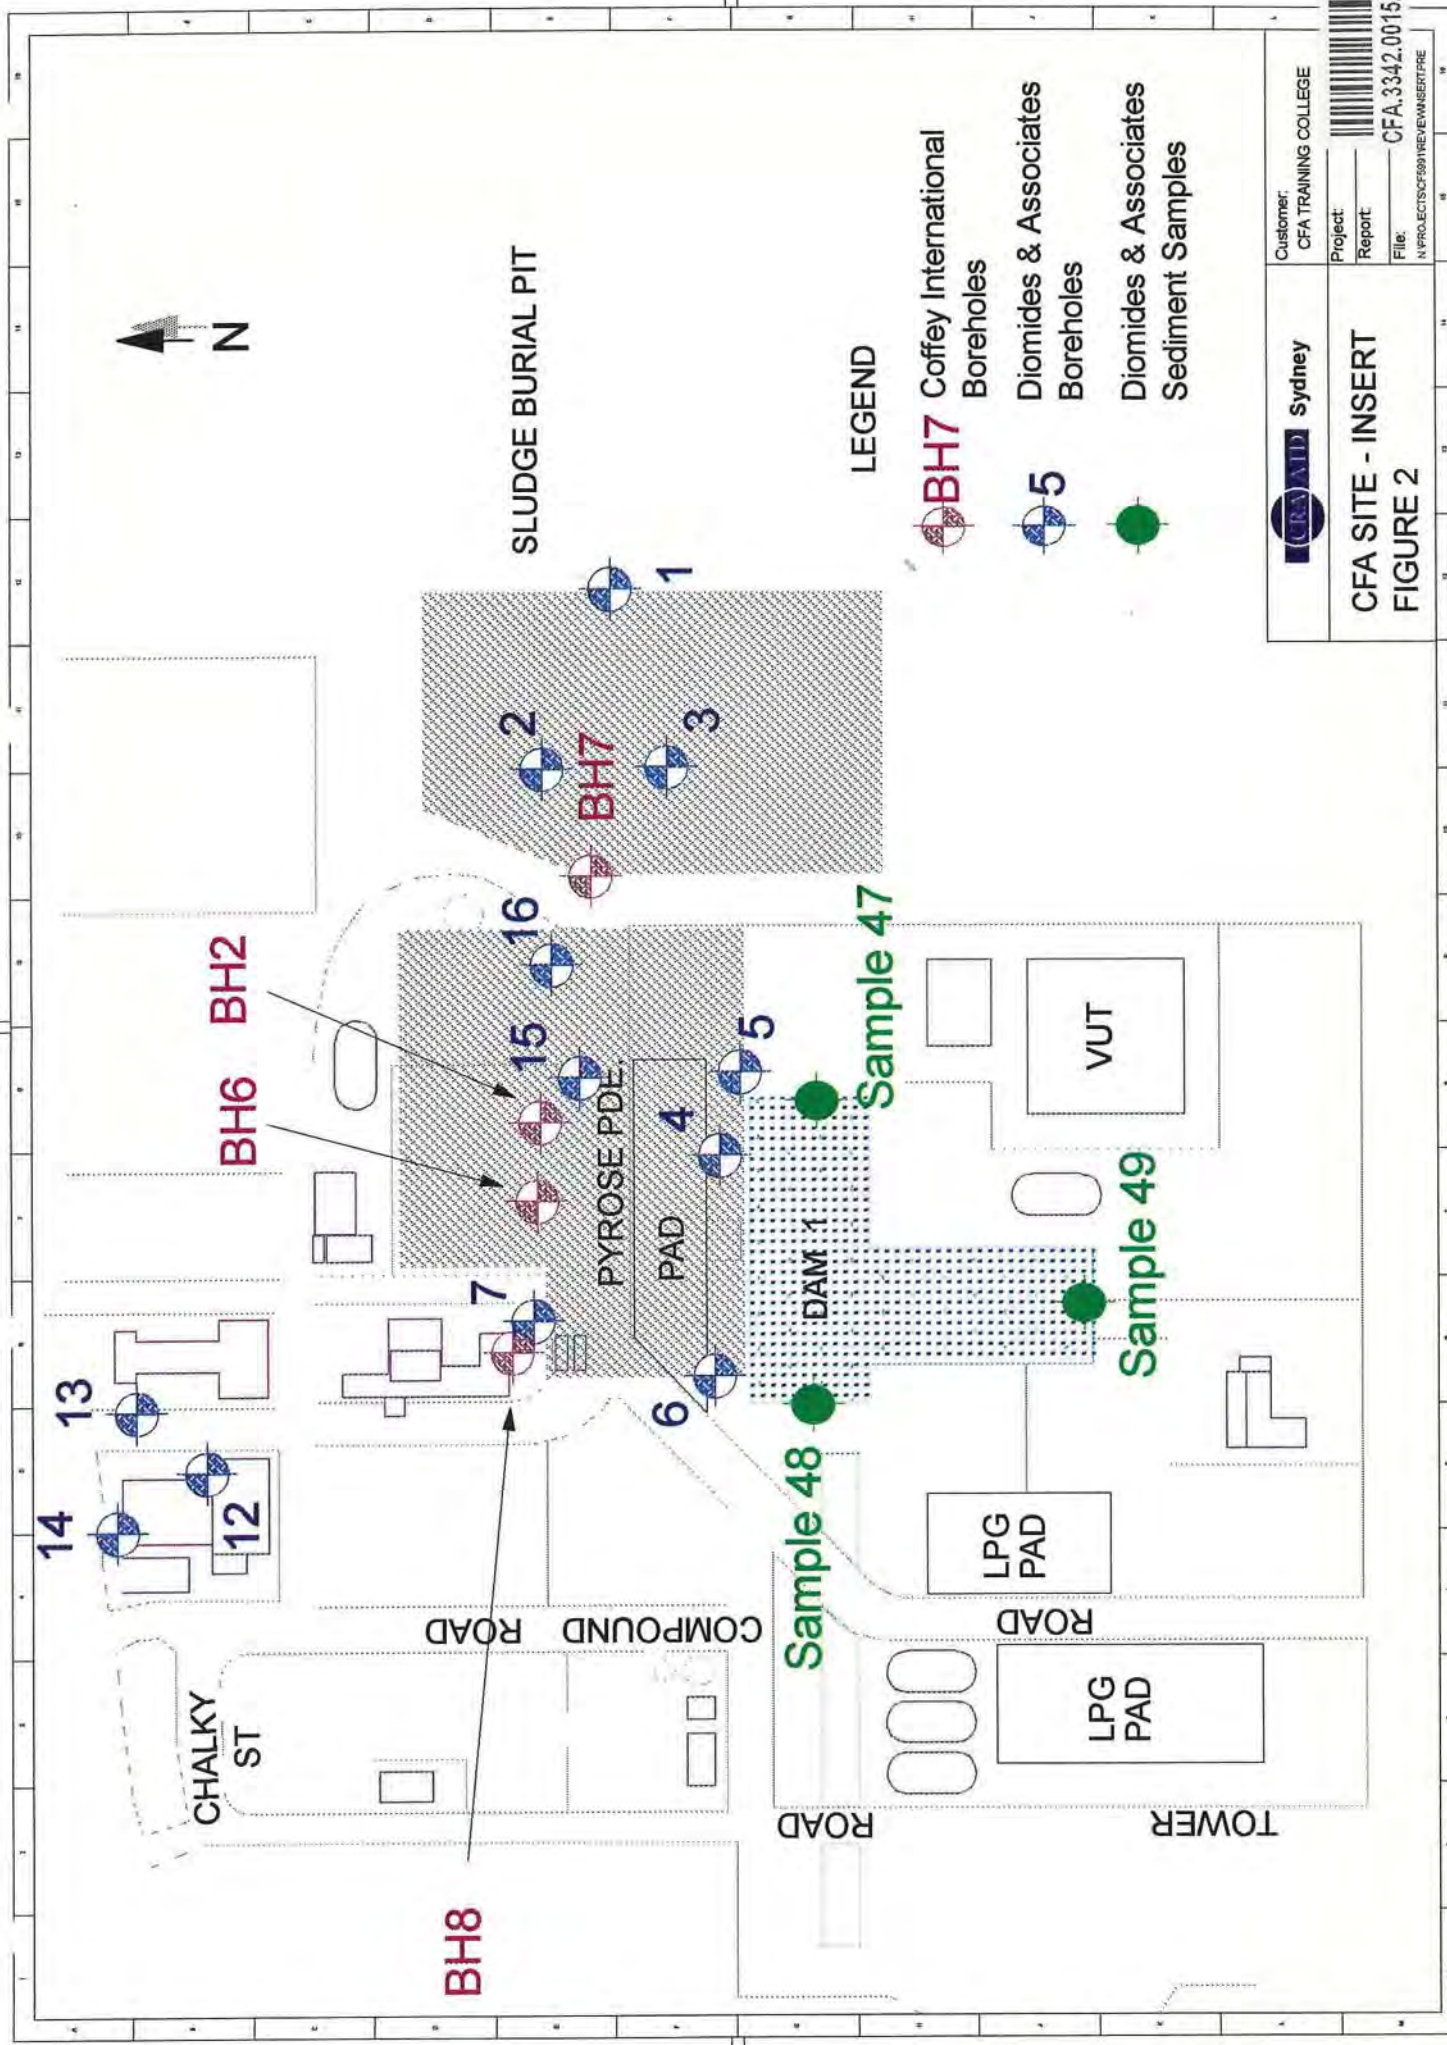 N
SLUDGE BURIAL PIT
BH6
BH2
BH8
BH7
14
13
12
7
15
16
2
1
3
4
5
6
CHALKY
ST
ROAD
COMPOUND
PYROSE PDE.
PAD
DAM 1
Sample 48
Sample 47
Sample 49
ROAD
TOWER
ROAD
LPG
PAD
LPG
PAD
VUT
LEGEND
BH7 Coffey International
Boreholes
5 Diomides & Associates
Boreholes
Diomides & Associates
Sediment Samples
Sydney
CFA SITE - INSERT
FIGURE 2
Customer:
CFA TRAINING COLLEGE
Project:
Report:
File:
CFA.3342.0015.